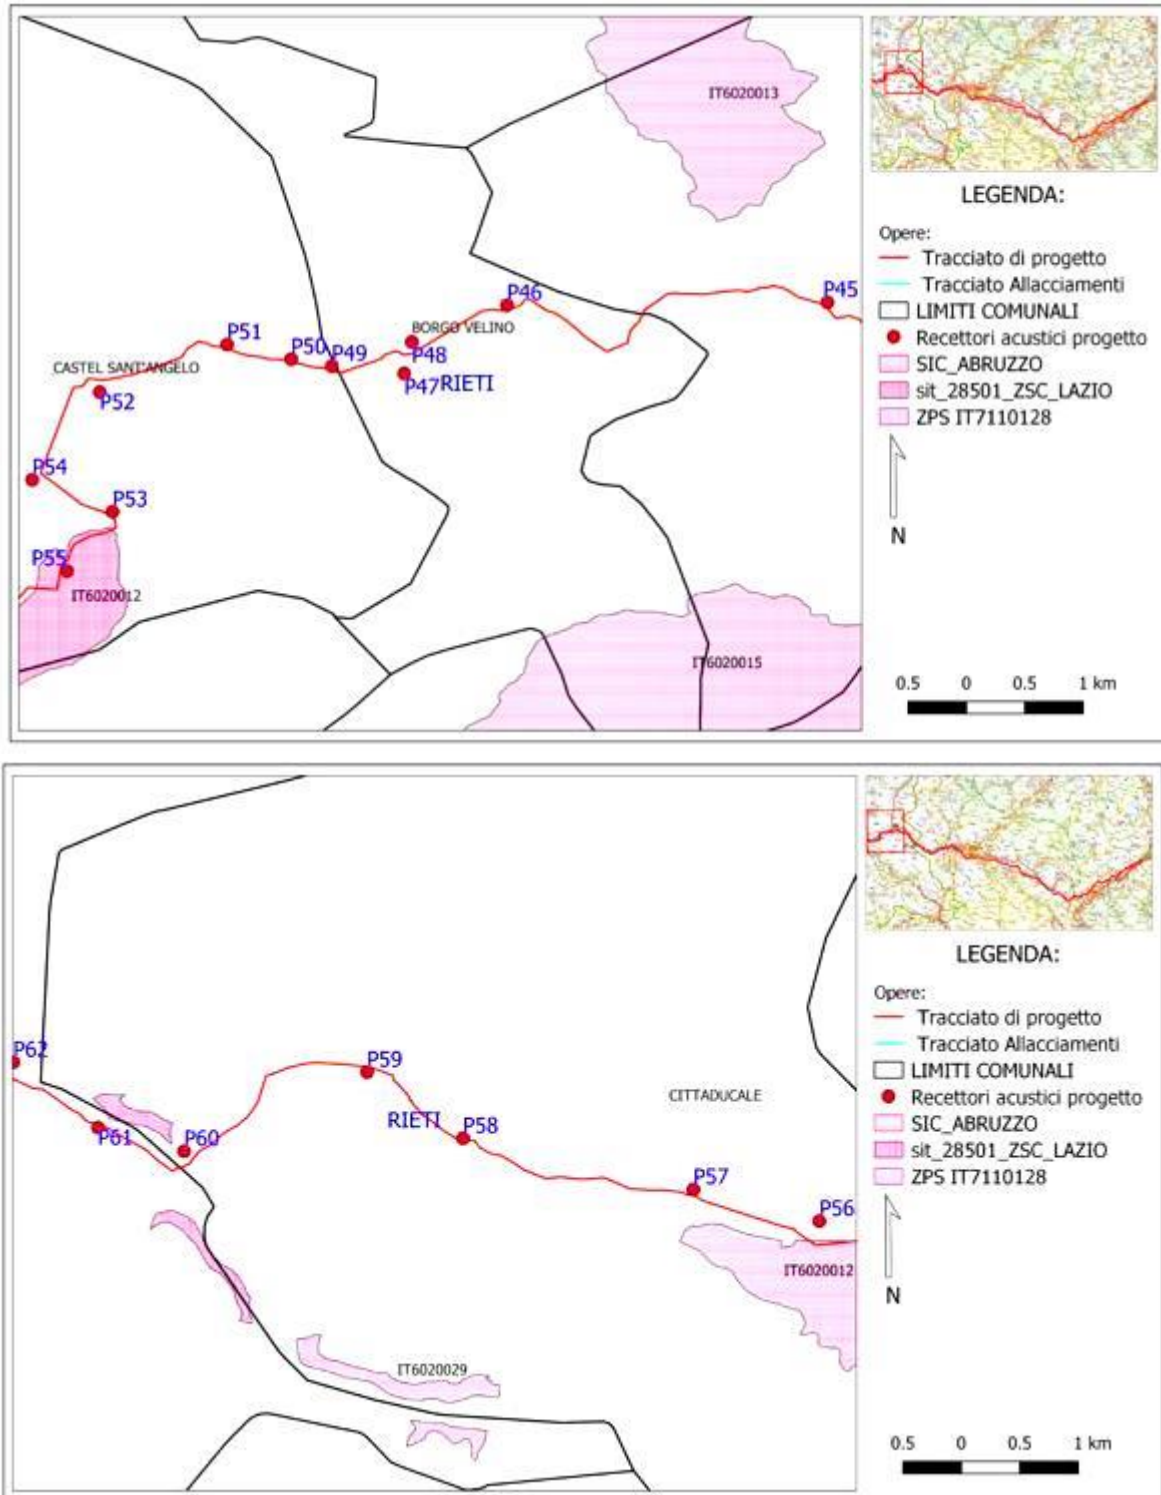 IT6020013
P46
P45
BORGO VELINO
P51
P50
P49
P48
CASTEL SANT'ANGELO
P47 RIETI
P52
P54
P53
P55
IT6020012
IT6020015
LEGENDA:
Opere:
Tracciato di progetto
Tracciato Allacciamenti
LIMITI COMUNALI
Recettori acustici progetto
SIC_ABRUZZO
sit_28501_ZSC_LAZIO
ZPS IT7110128
N
0.5 0 0.5 1 km
P62
P59
CITTADUCALE
RIETI
P58
P61
P60
P57
P56
IT6020012
IT6020029
LEGENDA:
Opere:
Tracciato di progetto
Tracciato Allacciamenti
LIMITI COMUNALI
Recettori acustici progetto
SIC_ABRUZZO
sit_28501_ZSC_LAZIO
ZPS IT7110128
N
0.5 0 0.5 1 km